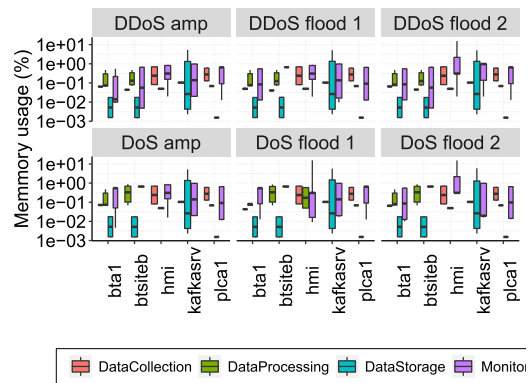 DDoS amp DDoS flood 1 DDoS flood 2
1e+01
1e+00
1e-01
1e-02
1e-03
DoS amp DoS flood 1 DoS flood 2
1e+01
1e+00
1e-01
1e-02
1e-03
Memmory usage (%)
bta1 btsiteb hmi kafkasrv plca1 bta1 btsiteb hmi kafkasrv plca1 bta1 btsiteb hmi kafkasrv plca1
DataCollection DataProcessing DataStorage Monito